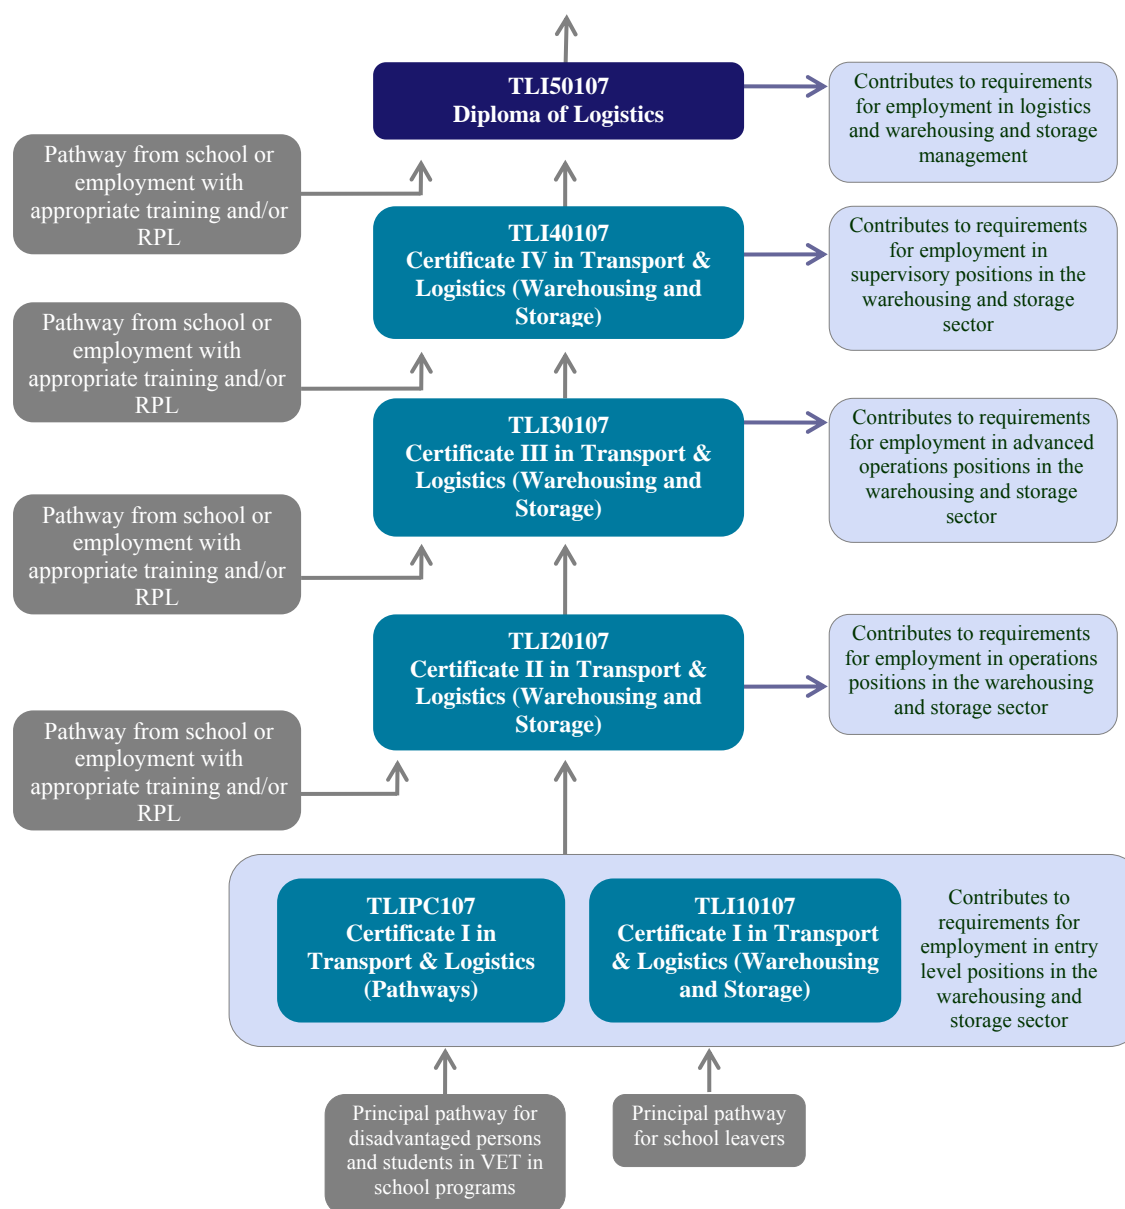 TLI50107
Diploma of Logistics
Contributes to requirements
for employment in logistics
and warehousing and storage
management
Pathway from school or
employment with
appropriate training and/or
RPL
TLI40107
Certificate IV in Transport &
Logistics (Warehousing and
Storage)
Contributes to requirements
for employment in
supervisory positions in the
warehousing and storage
sector
Pathway from school or
employment with
appropriate training and/or
RPL
TLI30107
Certificate III in Transport &
Logistics (Warehousing and
Storage)
Contributes to requirements
for employment in advanced
operations positions in the
warehousing and storage
sector
Pathway from school or
employment with
appropriate training and/or
RPL
TLI20107
Certificate II in Transport &
Logistics (Warehousing and
Storage)
Contributes to requirements
for employment in operations
positions in the warehousing
and storage sector
Pathway from school or
employment with
appropriate training and/or
RPL
TLIPC107
Certificate I in
Transport & Logistics
(Pathways)
TLI10107
Certificate I in Transport
& Logistics (Warehousing
and Storage)
Contributes to
requirements for
employment in entry
level positions in the
warehousing and
storage sector
Principal pathway for
disadvantaged persons
and students in VET in
school programs
Principal pathway
for school leavers